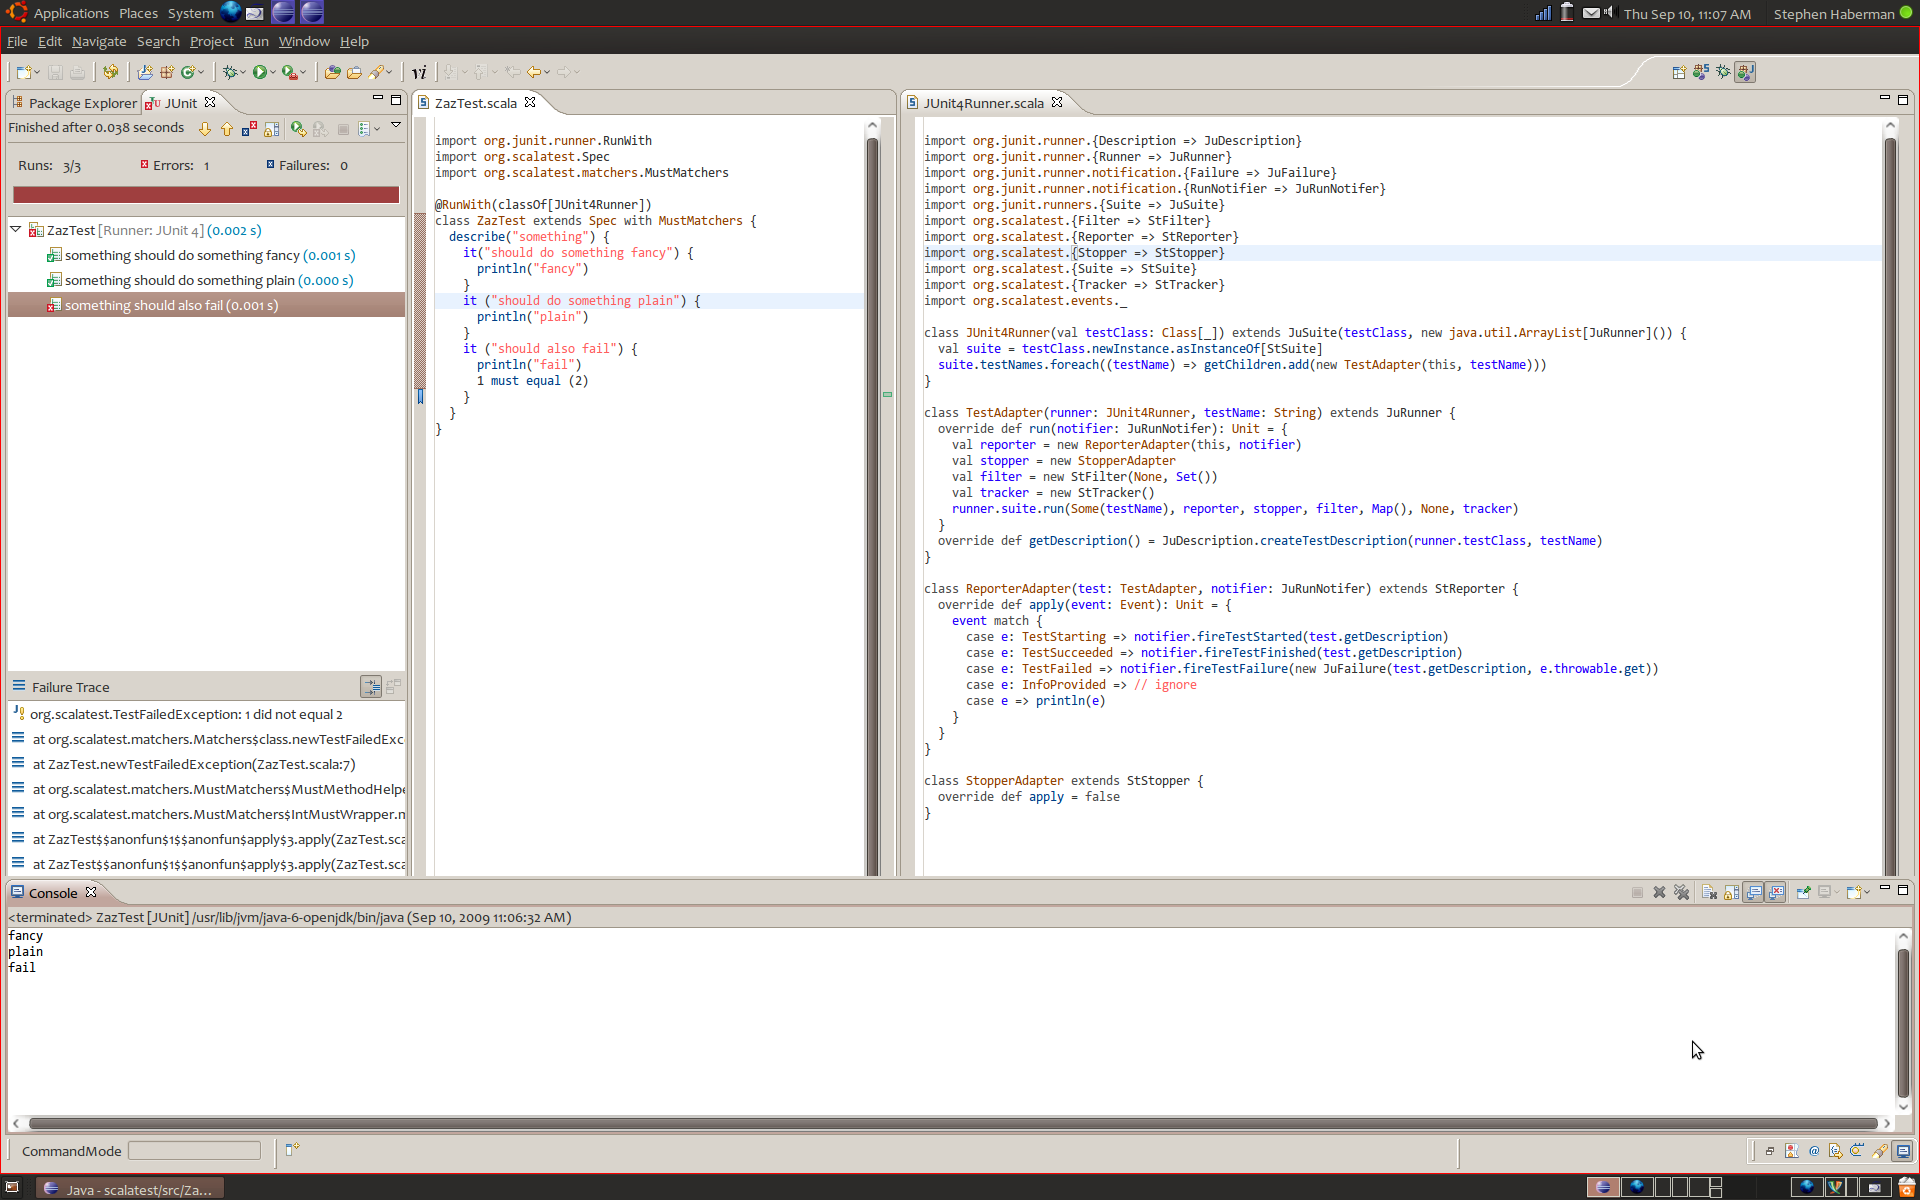 Applications Places System
Thu Sep 10, 11:07 AM Stephen Haberman
File Edit Navigate Search Project Run Window Help
vi
Package Explorer JUnit
Finished after 0.038 seconds
Runs: 3/3 Errors: 1 Failures: 0
ZazTest [Runner: JUnit 4] (0.002 s)
something should do something fancy (0.001 s)
something should do something plain (0.000 s)
something should also fail (0.001 s)
Failure Trace
org.scalatest.TestFailedException: 1 did not equal 2
at org.scalatest.matchers.Matchers$class.newTestFailedExc
at ZazTest.newTestFailedException(ZazTest.scala:7)
at org.scalatest.matchers.MustMatchers$MustMethodHelpe
at org.scalatest.matchers.MustMatchers$IntMustWrapper.m
at ZazTest$$anonfun$1$$anonfun$apply$3.apply(ZazTest.sca
at ZazTest$$anonfun$1$$anonfun$apply$3.apply(ZazTest.sca
ZazTest.scala
import org.junit.runner.RunWith
import org.scalatest.Spec
import org.scalatest.matchers.MustMatchers
@RunWith(classOf[JUnit4Runner])
class ZazTest extends Spec with MustMatchers {
describe("something") {
it("should do something fancy") {
println("fancy")
}
it ("should do something plain") {
println("plain")
}
it ("should also fail") {
println("fail")
1 must equal (2)
}
}
}
JUnit4Runner.scala
import org.junit.runner.{Description => JuDescription}
import org.junit.runner.{Runner => JuRunner}
import org.junit.runner.notification.{Failure => JuFailure}
import org.junit.runner.notification.{RunNotifier => JuRunNotifer}
import org.junit.runners.{Suite => JuSuite}
import org.scalatest.{Filter => StFilter}
import org.scalatest.{Reporter => StReporter}
import org.scalatest.{Stopper => StStopper}
import org.scalatest.{Suite => StSuite}
import org.scalatest.{Tracker => StTracker}
import org.scalatest.events._
class JUnit4Runner(val testClass: Class[_]) extends JuSuite(testClass, new java.util.ArrayList[JuRunner]()) {
val suite = testClass.newInstance.asInstanceOf[StSuite]
suite.testNames.foreach((testName) => getChildren.add(new TestAdapter(this, testName)))
}
class TestAdapter(runner: JUnit4Runner, testName: String) extends JuRunner {
override def run(notifier: JuRunNotifer): Unit = {
val reporter = new ReporterAdapter(this, notifier)
val stopper = new StopperAdapter
val filter = new StFilter(None, Set())
val tracker = new StTracker()
runner.suite.run(Some(testName), reporter, stopper, filter, Map(), None, tracker)
}
override def getDescription() = JuDescription.createTestDescription(runner.testClass, testName)
}
class ReporterAdapter(test: TestAdapter, notifier: JuRunNotifer) extends StReporter {
override def apply(event: Event): Unit = {
event match {
case e: TestStarting => notifier.fireTestStarted(test.getDescription)
case e: TestSucceeded => notifier.fireTestFinished(test.getDescription)
case e: TestFailed => notifier.fireTestFailure(new JuFailure(test.getDescription, e.throwable.get))
case e: InfoProvided => // ignore
case e => println(e)
}
}
}
class StopperAdapter extends StStopper {
override def apply = false
}
Console
<terminated> ZazTest [JUnit] /usr/lib/jvm/java-6-openjdk/bin/java (Sep 10, 2009 11:06:32 AM)
fancy
plain
fail
CommandMode
Java - scalatest/src/Za...